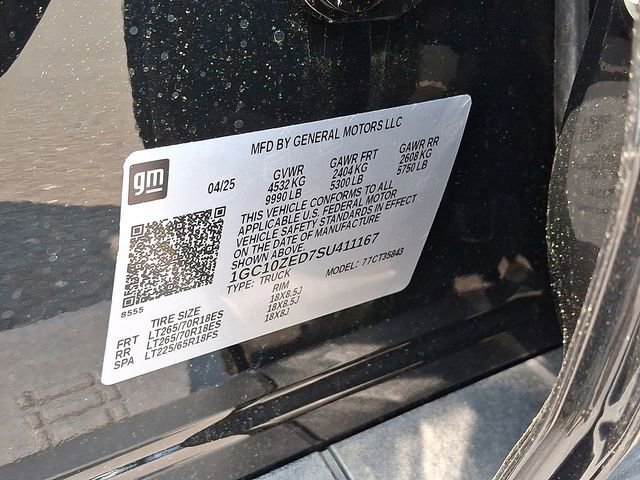 MFD BY GENERAL MOTORS LLC
gm
04/25
GVWR GAWR FRT GAWR RR
4532 KG 2404 KG 2608 KG
9990 LB 5300 LB 5750 LB
THIS VEHICLE CONFORMS TO ALL
APPLICABLE U.S. FEDERAL MOTOR
VEHICLE SAFETY STANDARDS IN EFFECT
ON THE DATE OF MANUFACTURE
SHOWN ABOVE.
1GC10ZED7SU411167
TYPE: TRUCK MODEL: 77CT35843
8555
TIRE SIZE RIM
FRT LT265/70R18ES 18X8.5J
RR LT265/70R18ES 18X8.5J
SPA LT225/65R18FS 18X8J